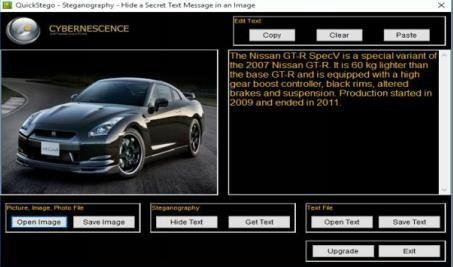 QuickStego - Steganography - Hide a Secret Text Message in an Image
CYBERNESCENCE
Edit Text
Copy
Clear
Paste
The Nissan GT-R SpecV is a special variant of
the 2007 Nissan GT-R. It is 60 kg lighter than
the base GT-R and is equipped with a high
gear boost controller, black rims, altered
brakes and suspension. Production started in
2009 and ended in 2011.
Picture, Image, Photo File
Open Image
Save Image
Steganography
Hide Text
Get Text
Text File
Open Text
Save Text
Upgrade
Exit